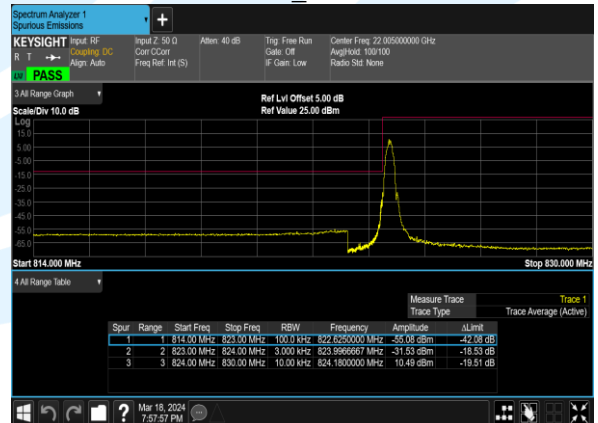 Spectrum Analyzer 1
Spurious Emissions
KEYSIGHT Input: RF Input Z: 50 Ω Atten: 40 dB Trig: Free Run Center Freq: 22.005000000 GHz
R T Coupling: DC Corr CCorr Gate: Off Avg|Hold: 100/100
Align: Auto Freq Ref: Int (S) IF Gain: Low Radio Std: None
LXI PASS
3 All Range Graph
Ref Lvl Offset 5.00 dB
Scale/Div 10.0 dB Ref Value 25.00 dBm
Log
15.0
5.00
-5.00
-15.0
-25.0
-35.0
-45.0
-55.0
-65.0
Start 814.000 MHz Stop 830.000 MHz
4 All Range Table
Measure Trace Trace 1
Trace Type Trace Average (Active)
Spur Range Start Freq Stop Freq RBW Frequency Amplitude ΔLimit
1 1 814.00 MHz 823.00 MHz 100.0 kHz 822.6250000 MHz -55.08 dBm -42.08 dB
2 2 823.00 MHz 824.00 MHz 3.000 kHz 823.9966667 MHz -31.53 dBm -18.53 dB
3 3 824.00 MHz 830.00 MHz 10.00 kHz 824.1800000 MHz 10.49 dBm -19.51 dB
? Mar 18, 2024
7:57:57 PM